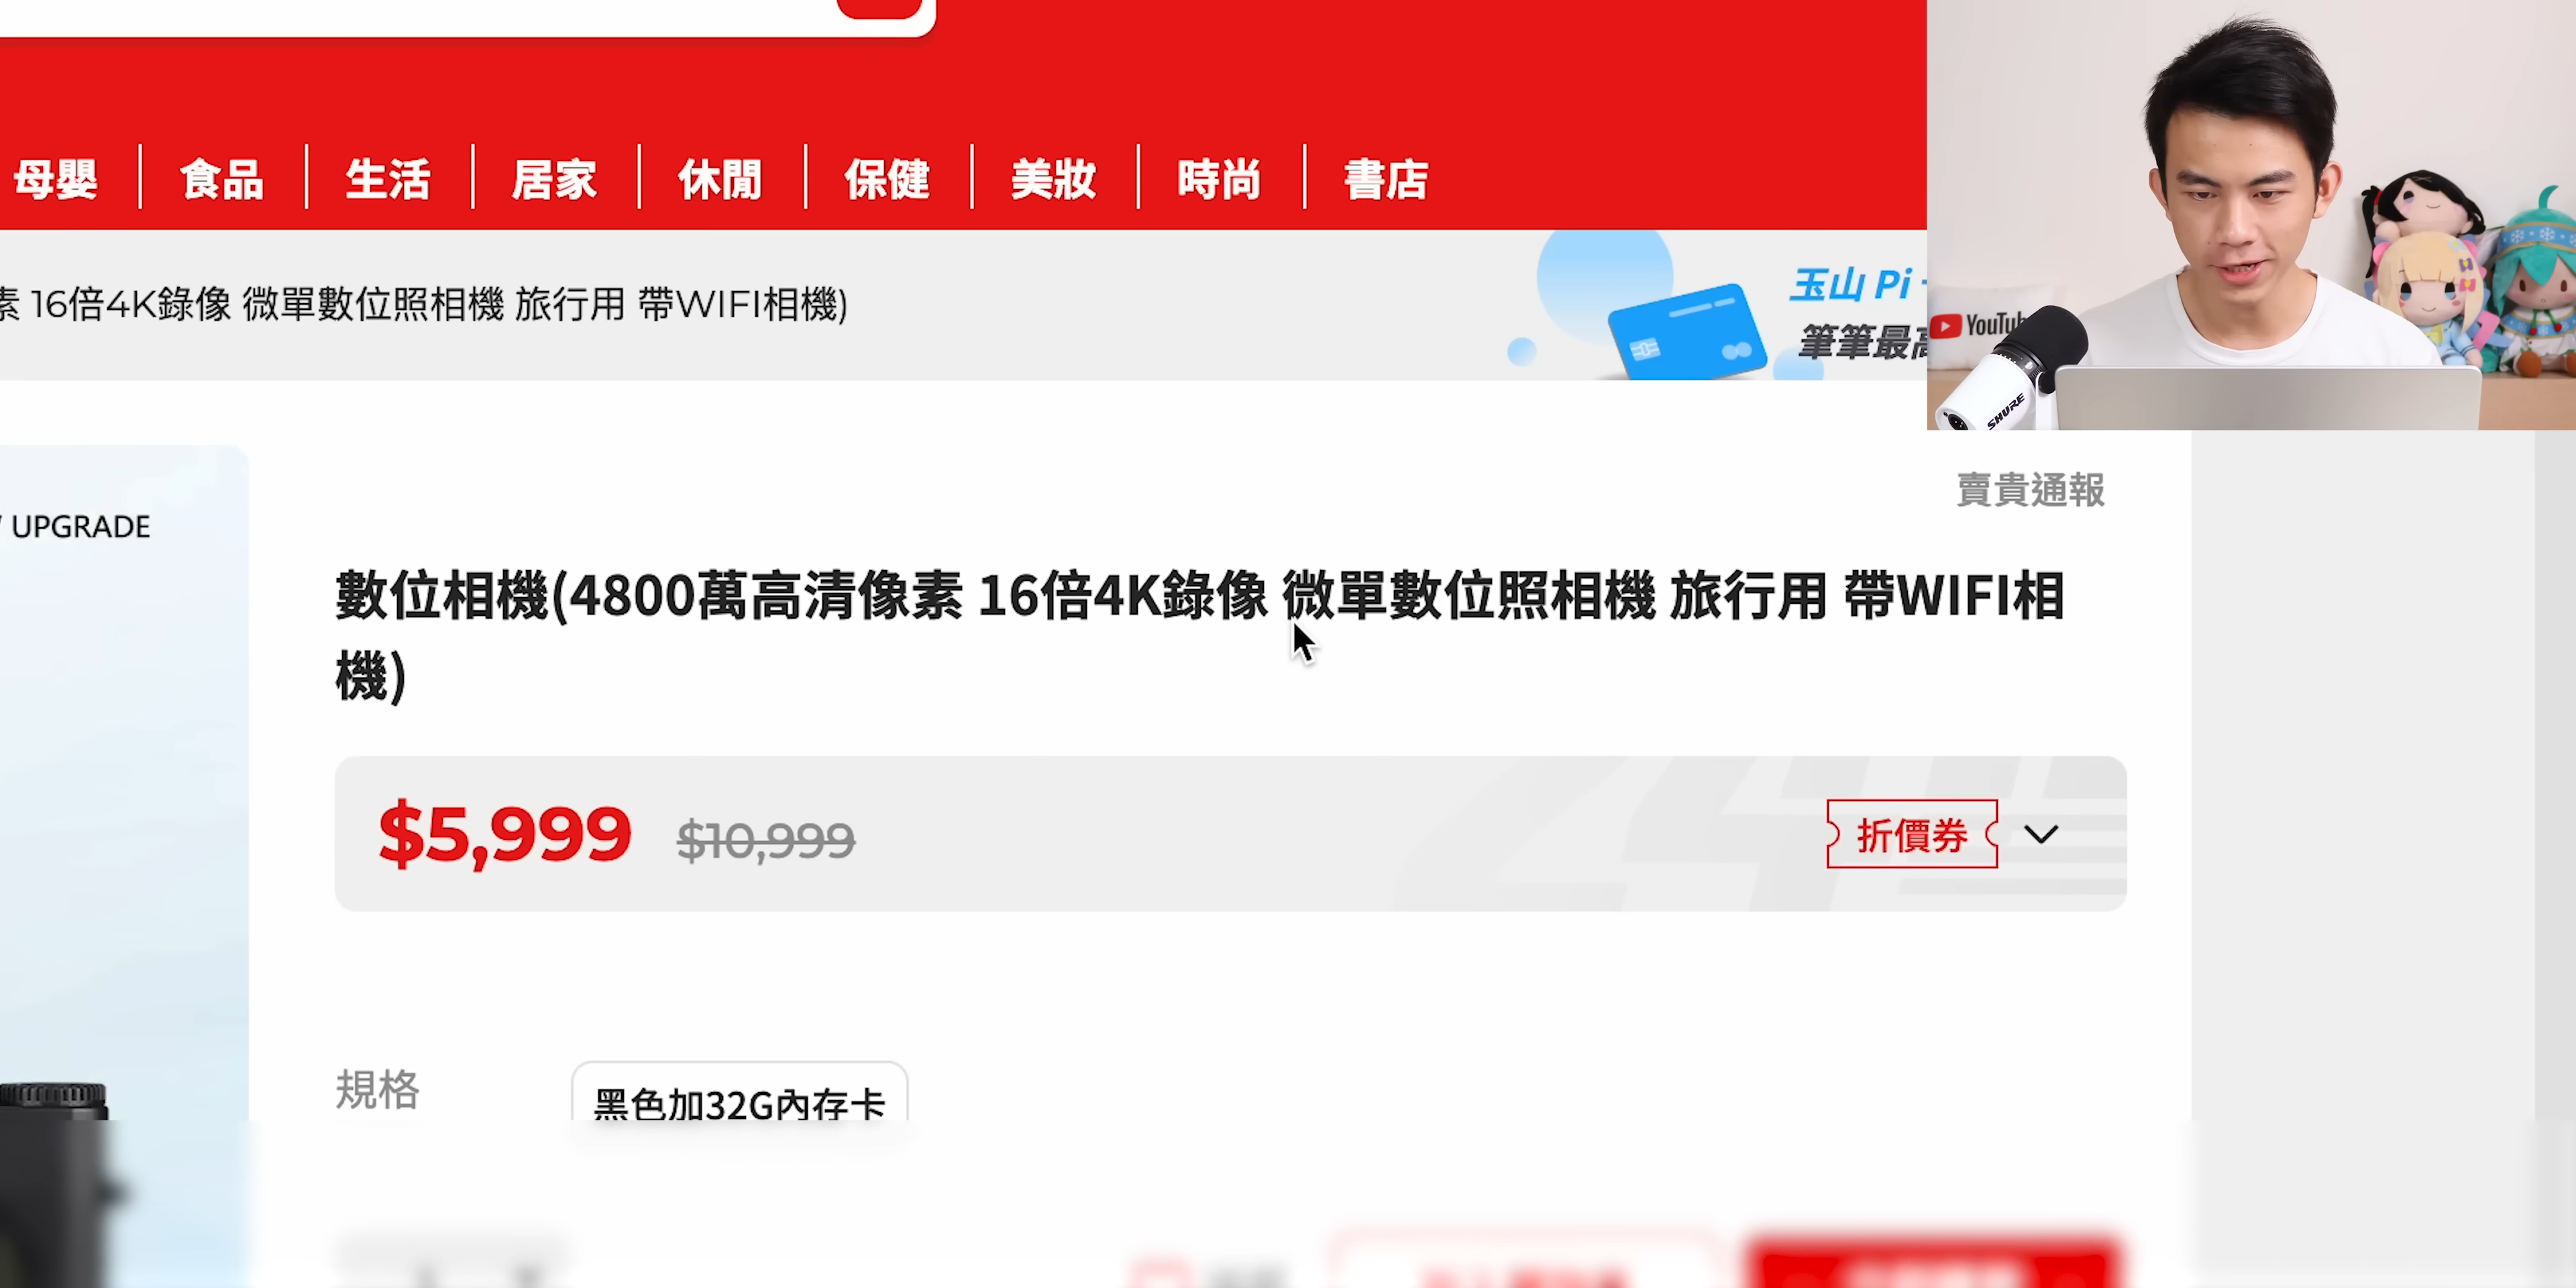 母嬰 食品 生活 居家 休閒 保健 美妝 時尚 書店
素 16倍4K錄像 微單數位照相機 旅行用 帶WIFI相機)
玉山 Pi
筆筆最高
YouTub
SHURE
賣貴通報
UPGRADE
數位相機(4800萬高清像素 16倍4K錄像 微單數位照相機 旅行用 帶WIFI相
機)
$5,999 $10,999 折價券
規格 黑色加32G內存卡